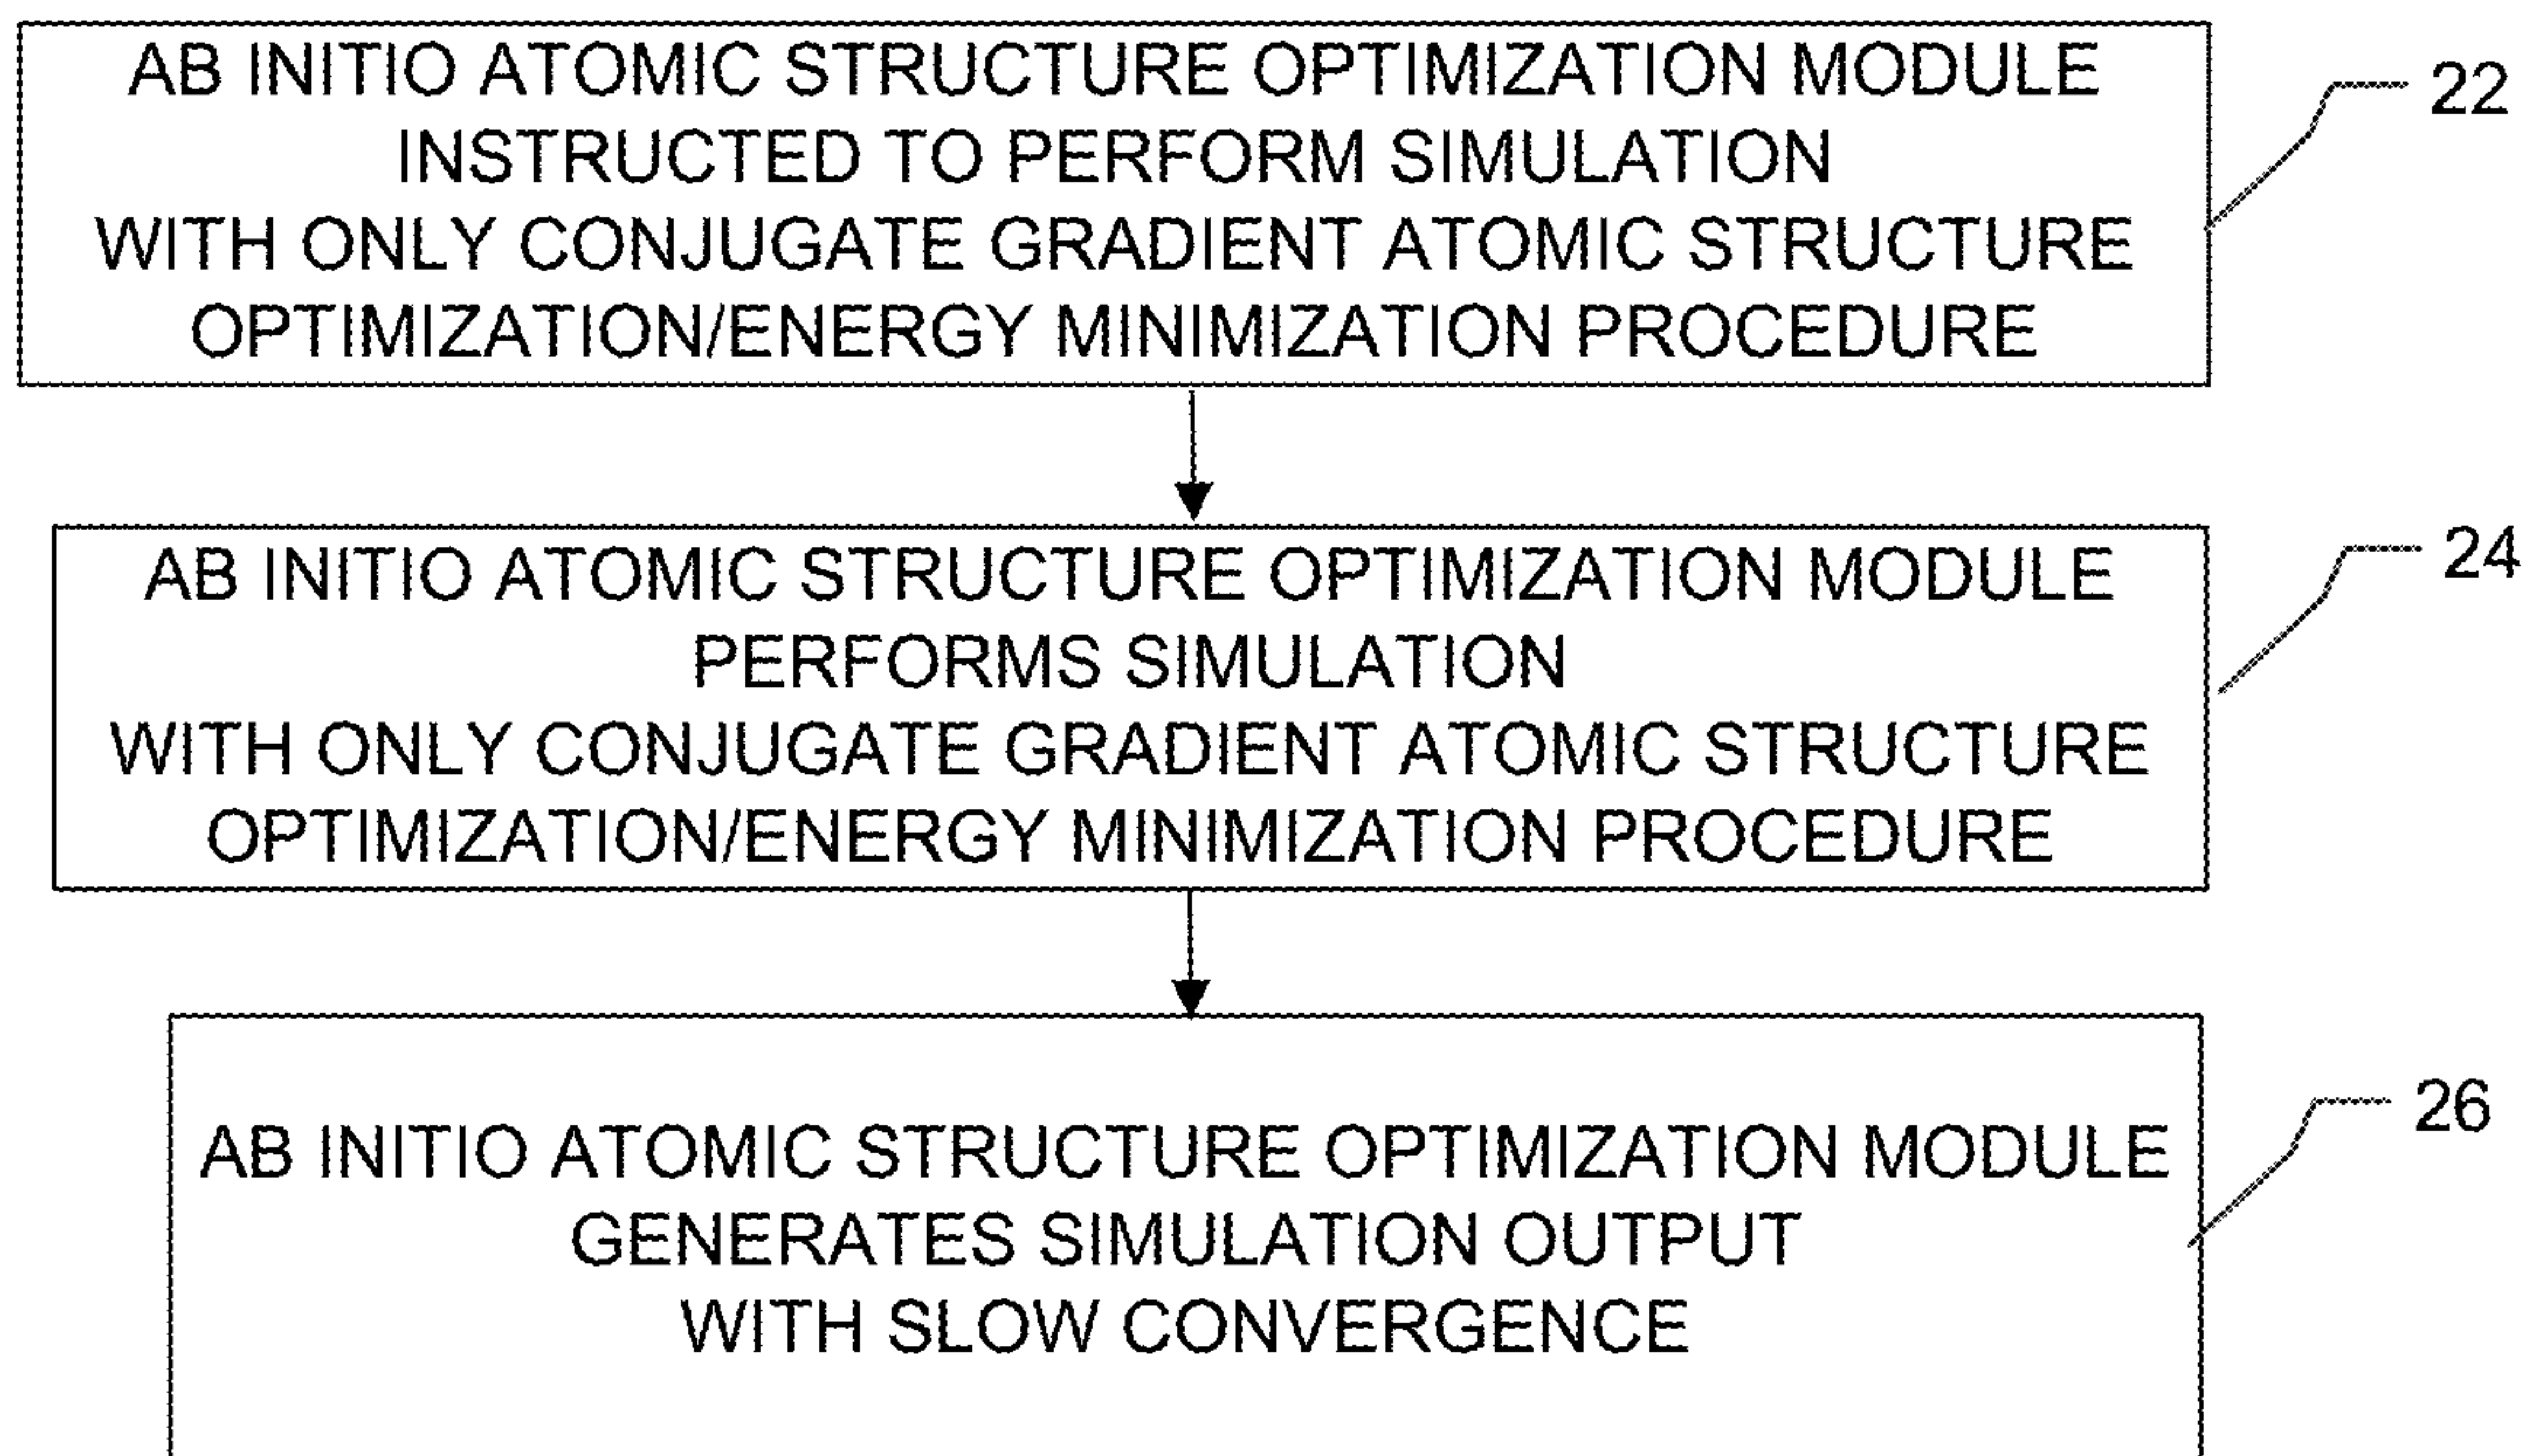 AB INITIO ATOMIC STRUCTURE OPTIMIZATION MODULE
INSTRUCTED TO PERFORM SIMULATION
WITH ONLY CONJUGATE GRADIENT ATOMIC STRUCTURE
OPTIMIZATION/ENERGY MINIMIZATION PROCEDURE
22
AB INITIO ATOMIC STRUCTURE OPTIMIZATION MODULE
PERFORMS SIMULATION
WITH ONLY CONJUGATE GRADIENT ATOMIC STRUCTURE
OPTIMIZATION/ENERGY MINIMIZATION PROCEDURE
24
AB INITIO ATOMIC STRUCTURE OPTIMIZATION MODULE
GENERATES SIMULATION OUTPUT
WITH SLOW CONVERGENCE
26